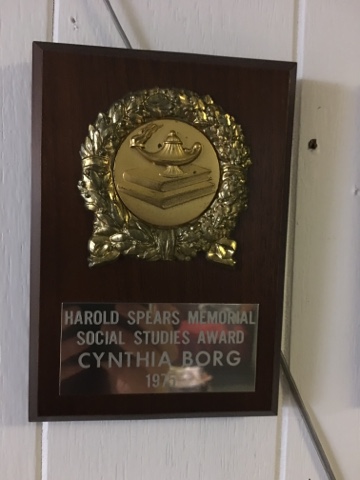 HAROLD SPEARS MEMORIAL
SOCIAL STUDIES AWARD
CYNTHIA BORG